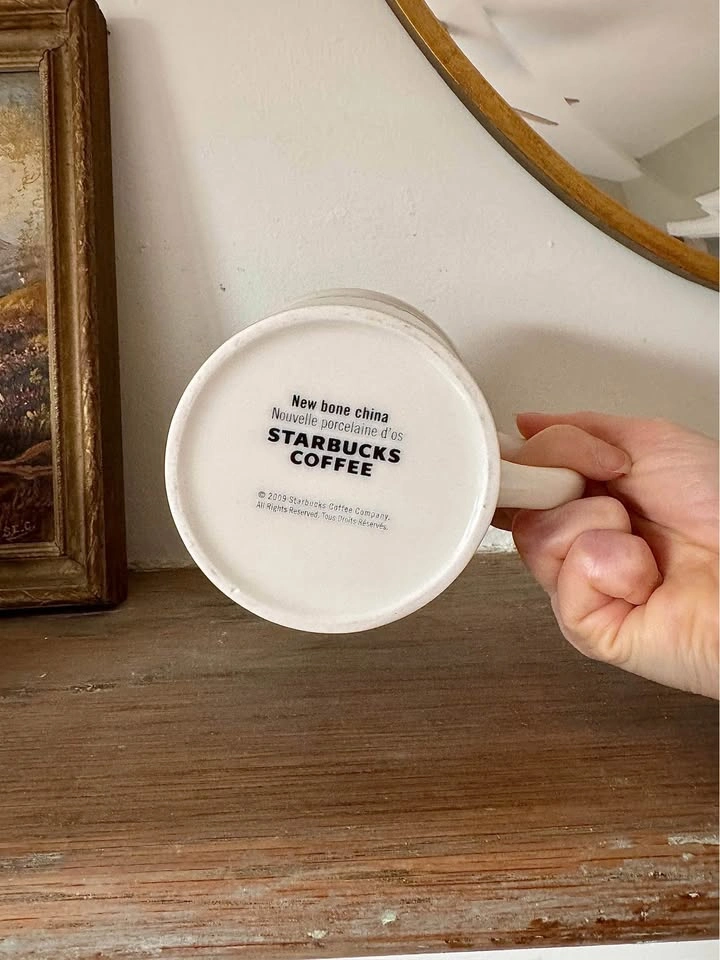 New bone china
Nouvelle porcelaine d'os
STARBUCKS
COFFEE
© 2009 Starbucks Coffee Company.
All Rights Reserved. Tous Droits Réservés.
S.E.G.